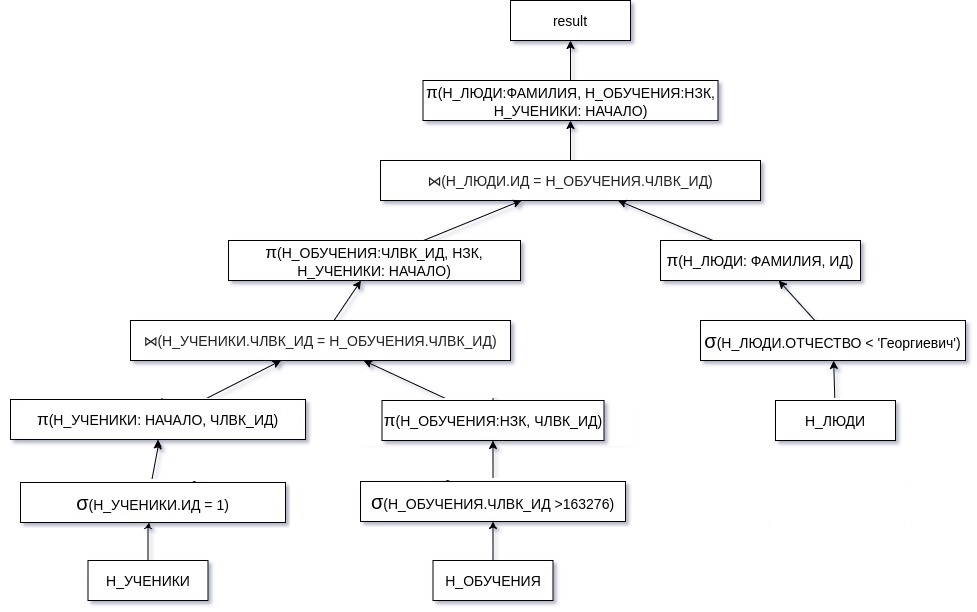 result
π(Н_ЛЮДИ:ФАМИЛИЯ, Н_ОБУЧЕНИЯ:НЗК,
Н_УЧЕНИКИ: НАЧАЛО)
⋈(Н_ЛЮДИ.ИД = Н_ОБУЧЕНИЯ.ЧЛВК_ИД)
π(Н_ОБУЧЕНИЯ:ЧЛВК_ИД, НЗК,
Н_УЧЕНИКИ: НАЧАЛО)
π(Н_ЛЮДИ: ФАМИЛИЯ, ИД)
⋈(Н_УЧЕНИКИ.ЧЛВК_ИД = Н_ОБУЧЕНИЯ.ЧЛВК_ИД)
σ(Н_ЛЮДИ.ОТЧЕСТВО < 'Георгиевич')
π(Н_УЧЕНИКИ: НАЧАЛО, ЧЛВК_ИД)
π(Н_ОБУЧЕНИЯ:НЗК, ЧЛВК_ИД)
Н_ЛЮДИ
σ(Н_УЧЕНИКИ.ИД = 1)
σ(Н_ОБУЧЕНИЯ.ЧЛВК_ИД >163276)
Н_УЧЕНИКИ
Н_ОБУЧЕНИЯ